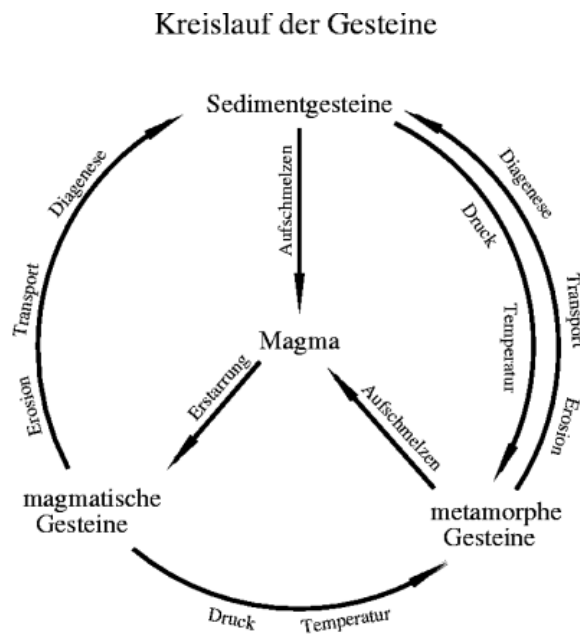 Kreislauf der Gesteine
Sedimentgesteine
Diagenese
Transport
Erosion
Aufschmelzen
Druck
Temperatur
Diagenese
Transport
Erosion
Magma
Erstarrung
Aufschmelzen
magmatische
Gesteine
metamorphe
Gesteine
Druck
Temperatur